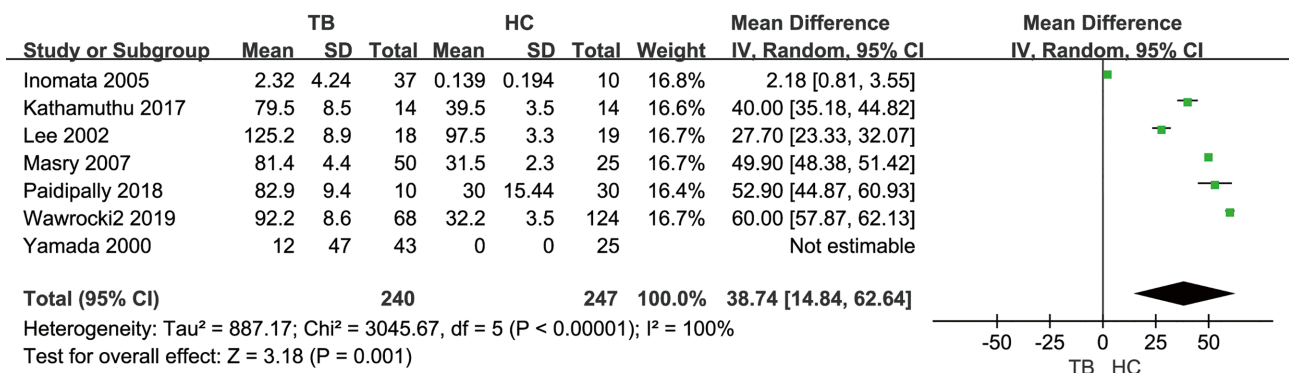 TB HC Mean Difference Mean Difference
Study or Subgroup Mean SD Total Mean SD Total Weight IV, Random, 95% CI IV, Random, 95% CI
Inomata 2005 2.32 4.24 37 0.139 0.194 10 16.8% 2.18 [0.81, 3.55]
Kathamuthu 2017 79.5 8.5 14 39.5 3.5 14 16.6% 40.00 [35.18, 44.82]
Lee 2002 125.2 8.9 18 97.5 3.3 19 16.7% 27.70 [23.33, 32.07]
Masry 2007 81.4 4.4 50 31.5 2.3 25 16.7% 49.90 [48.38, 51.42]
Paidipally 2018 82.9 9.4 10 30 15.44 30 16.4% 52.90 [44.87, 60.93]
Wawrocki2 2019 92.2 8.6 68 32.2 3.5 124 16.7% 60.00 [57.87, 62.13]
Yamada 2000 12 47 43 0 0 25 Not estimable
Total (95% CI) 240 247 100.0% 38.74 [14.84, 62.64]
Heterogeneity: Tau² = 887.17; Chi² = 3045.67, df = 5 (P < 0.00001); I² = 100%
Test for overall effect: Z = 3.18 (P = 0.001)
-50 -25 0 25 50
TB HC